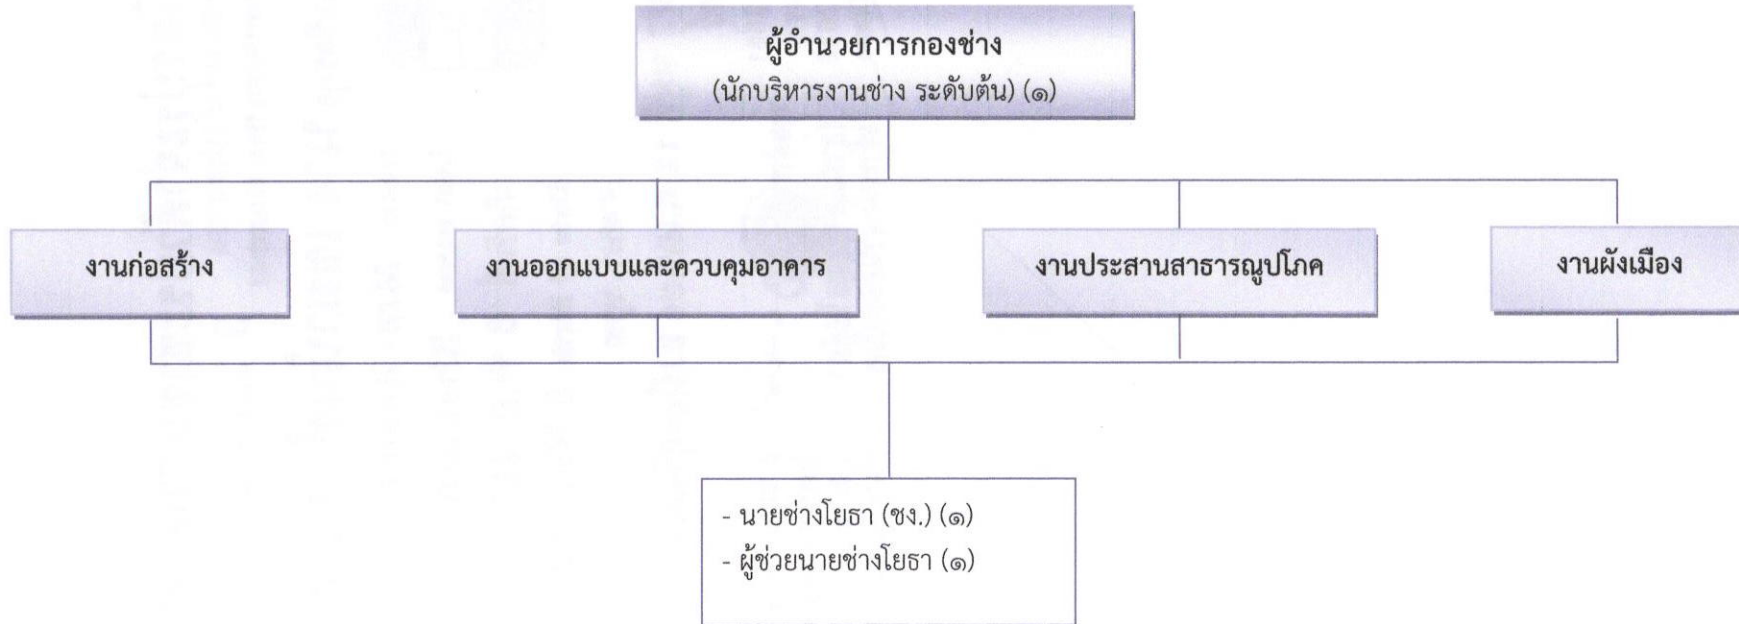 ผู้อำนวยการกองช่าง
(นักบริหารงานช่าง ระดับต้น) (๑)
งานก่อสร้าง
งานออกแบบและควบคุมอาคาร
งานประสานสาธารณูปโภค
งานผังเมือง
- นายช่างโยธา (ชง.) (๑)
- ผู้ช่วยนายช่างโยธา (๑)